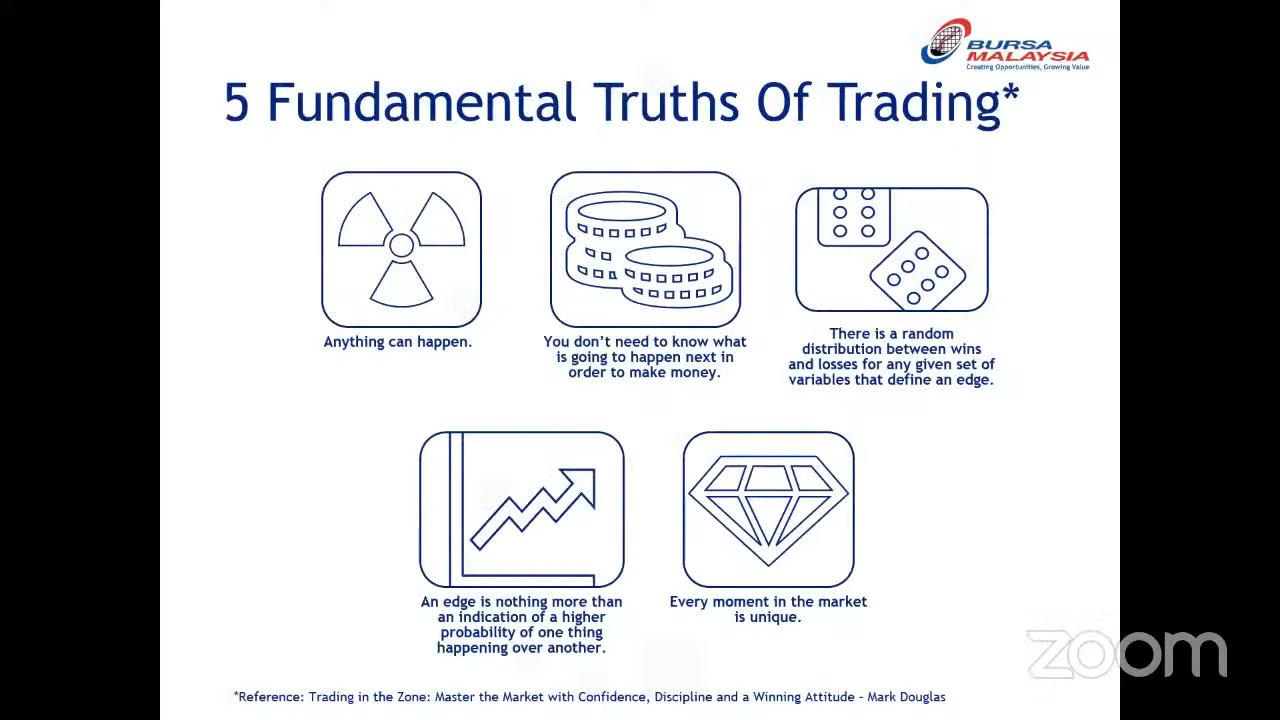 BURSA
MALAYSIA
Creating Opportunities, Growing Value
5 Fundamental Truths Of Trading*
Anything can happen.
You don’t need to know what
is going to happen next in
order to make money.
There is a random
distribution between wins
and losses for any given set of
variables that define an edge.
An edge is nothing more than
an indication of a higher
probability of one thing
happening over another.
Every moment in the market
is unique.
zoom
*Reference: Trading in the Zone: Master the Market with Confidence, Discipline and a Winning Attitude – Mark Douglas